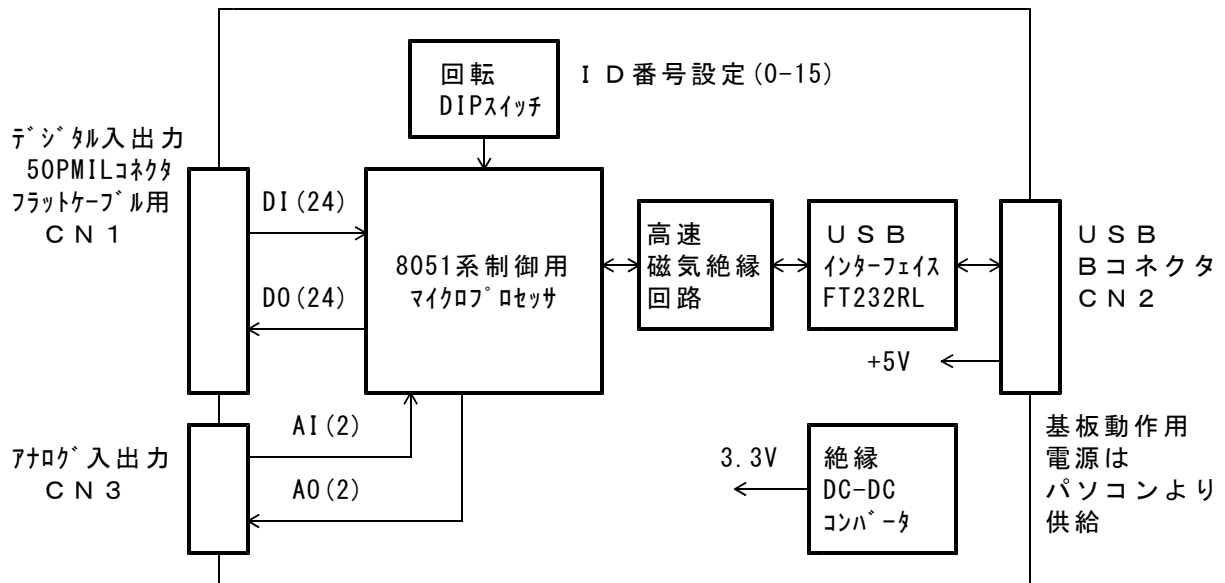 回転
DIPスイッチ
ＩＤ番号設定(0-15)
デジタル入出力
50PMILコネクタ
フラットケーブル用
ＣＮ１
DI(24)
DO(24)
8051系制御用
マイクロプロセッサ
高速
磁気絶縁
回路
ＵＳＢ
インターフェイス
FT232RL
ＵＳＢ
Ｂコネクタ
ＣＮ２
+5V
アナログ入出力
ＣＮ３
AI(2)
AO(2)
3.3V
絶縁
DC-DC
コンバータ
基板動作用
電源は
パソコンより
供給